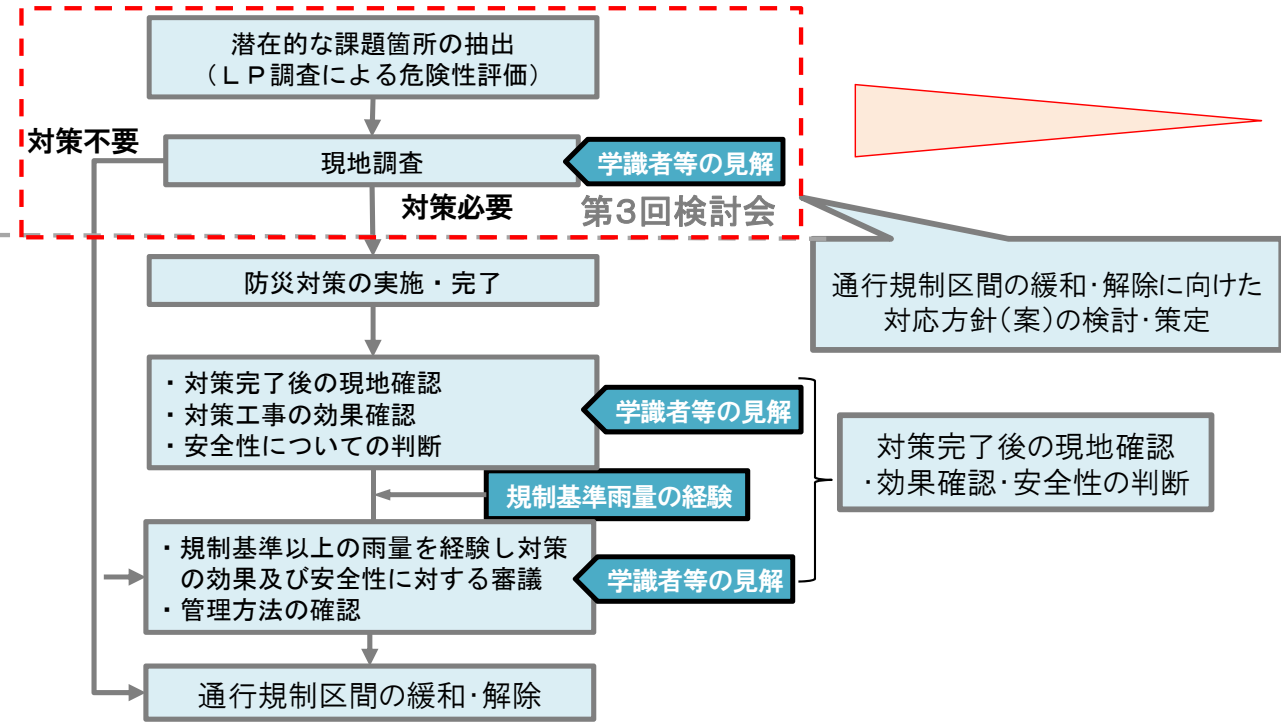 潜在的な課題箇所の抽出
（ＬＰ調査による危険性評価）
対策不要
現地調査
学識者等の見解
対策必要
第3回検討会
防災対策の実施・完了
通行規制区間の緩和・解除に向けた
対応方針（案）の検討・策定
・対策完了後の現地確認
・対策工事の効果確認
・安全性についての判断
学識者等の見解
対策完了後の現地確認
・効果確認・安全性の判断
規制基準雨量の経験
・規制基準以上の雨量を経験し対策
の効果及び安全性に対する審議
・管理方法の確認
学識者等の見解
通行規制区間の緩和・解除